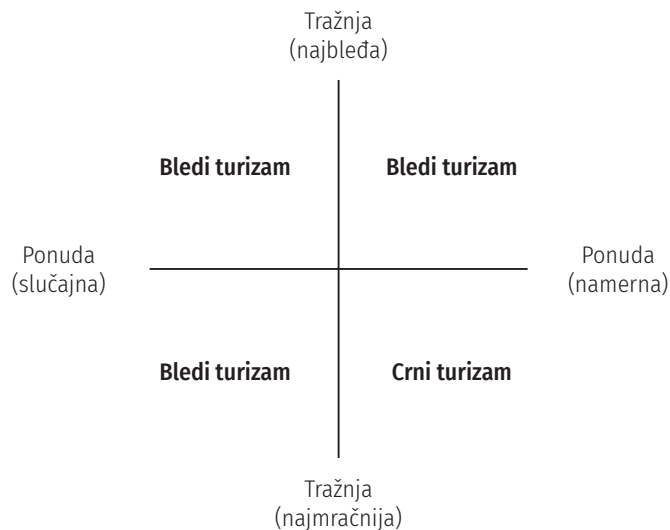 Tražnja
(najbleđa)
Bledi turizam
Bledi turizam
Ponuda
(slučajna)
Ponuda
(namerna)
Bledi turizam
Crni turizam
Tražnja
(najmračnija)